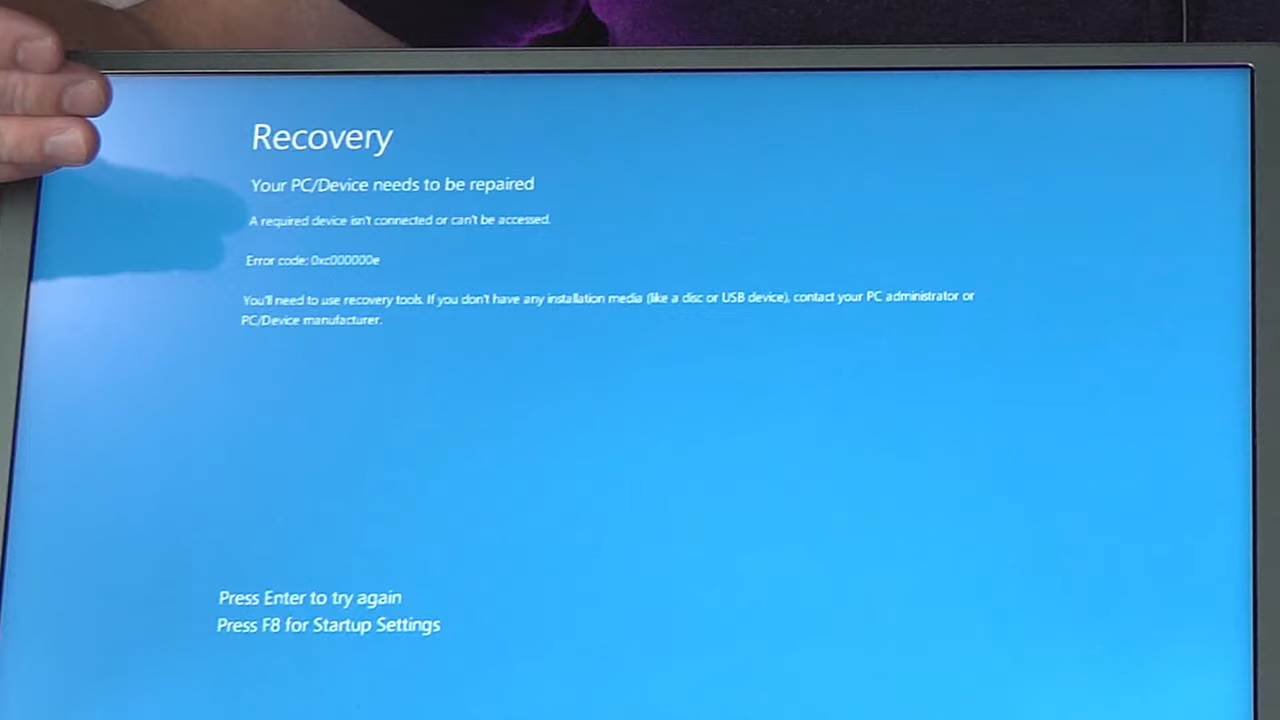 Recovery
Your PC/Device needs to be repaired
A required device isn't connected or can't be accessed.
Error code: 0xc000000e
You'll need to use recovery tools. If you don't have any installation media (like a disc or USB device), contact your PC administrator or
PC/Device manufacturer.
Press Enter to try again
Press F8 for Startup Settings